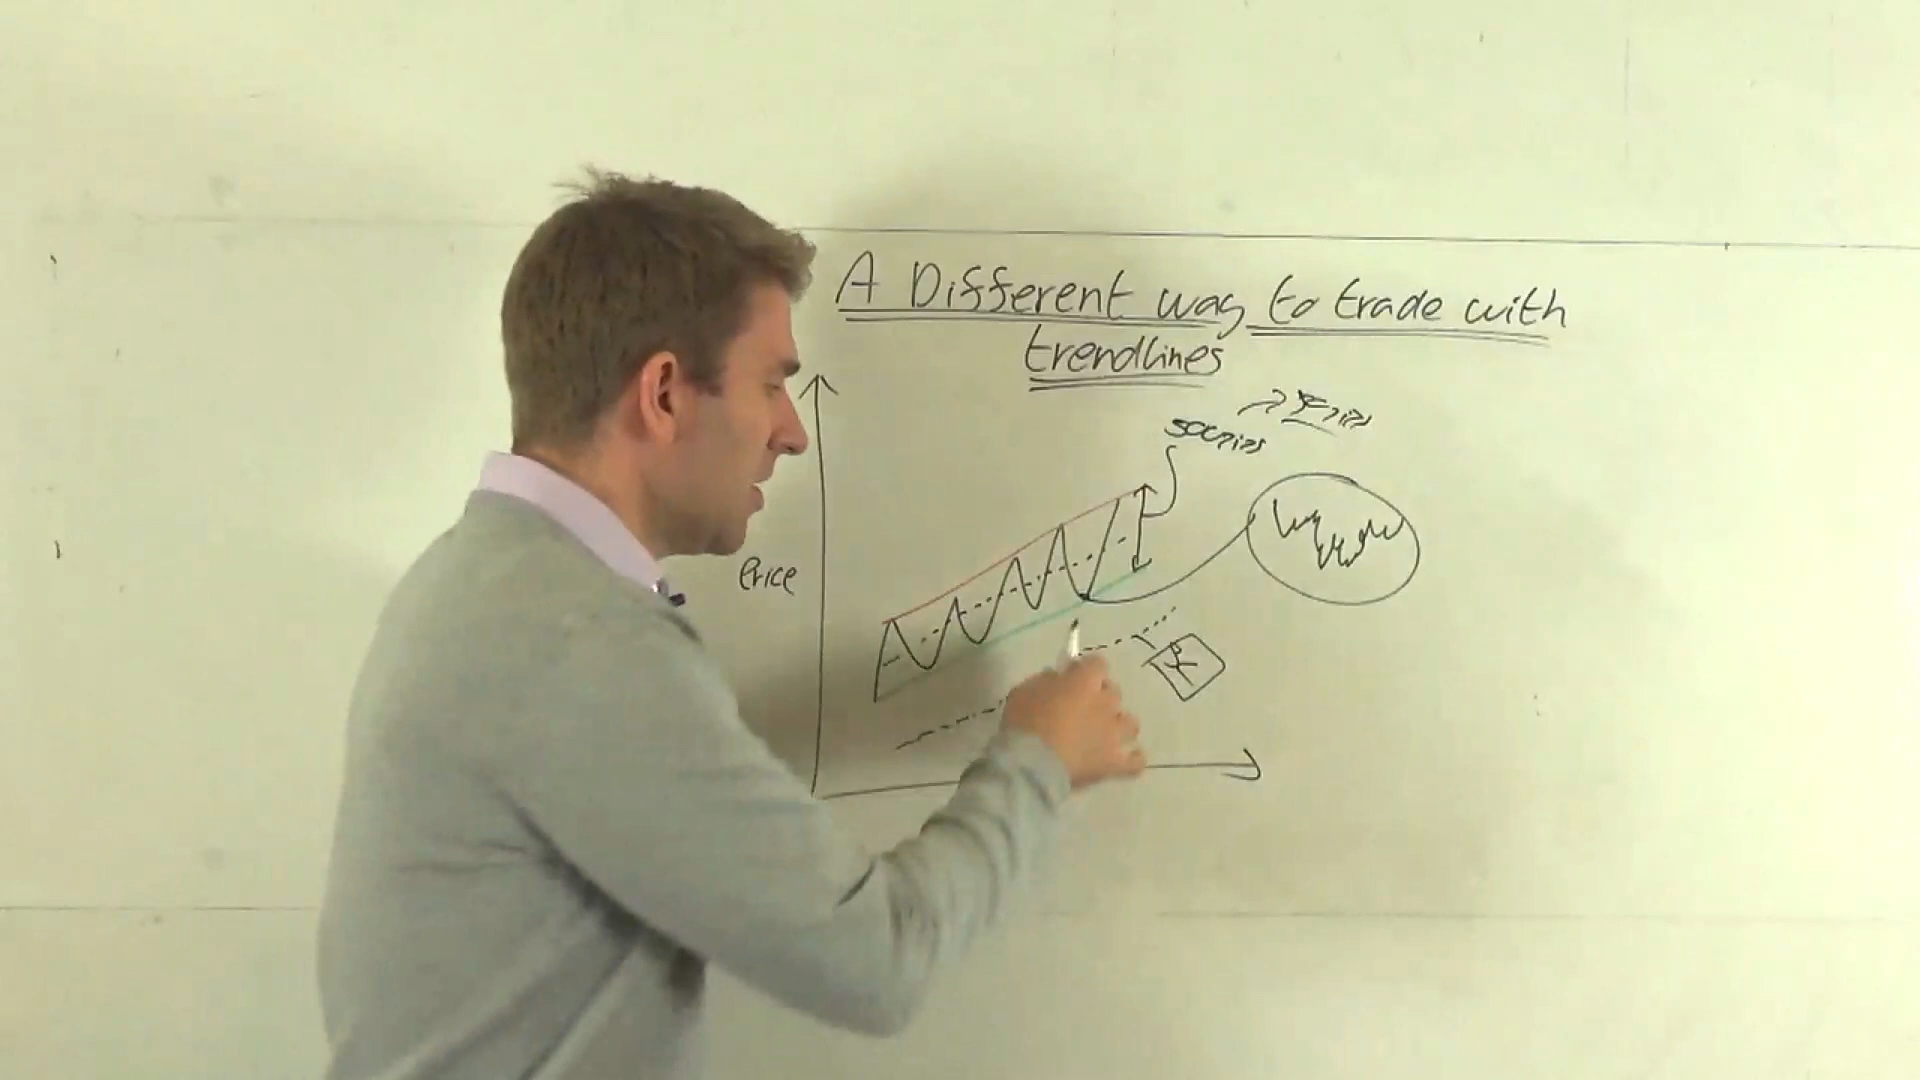 A Different way to trade with
trendlines
Price